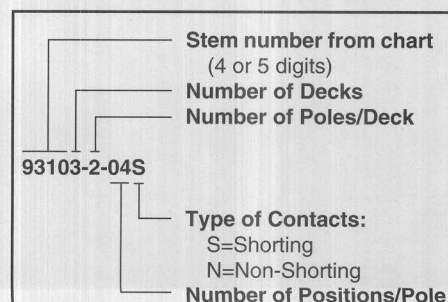 Stem number from chart
(4 or 5 digits)
Number of Decks
Number of Poles/Deck
93103-2-04S
Type of Contacts:
S=Shorting
N=Non-Shorting
Number of Positions/Pole